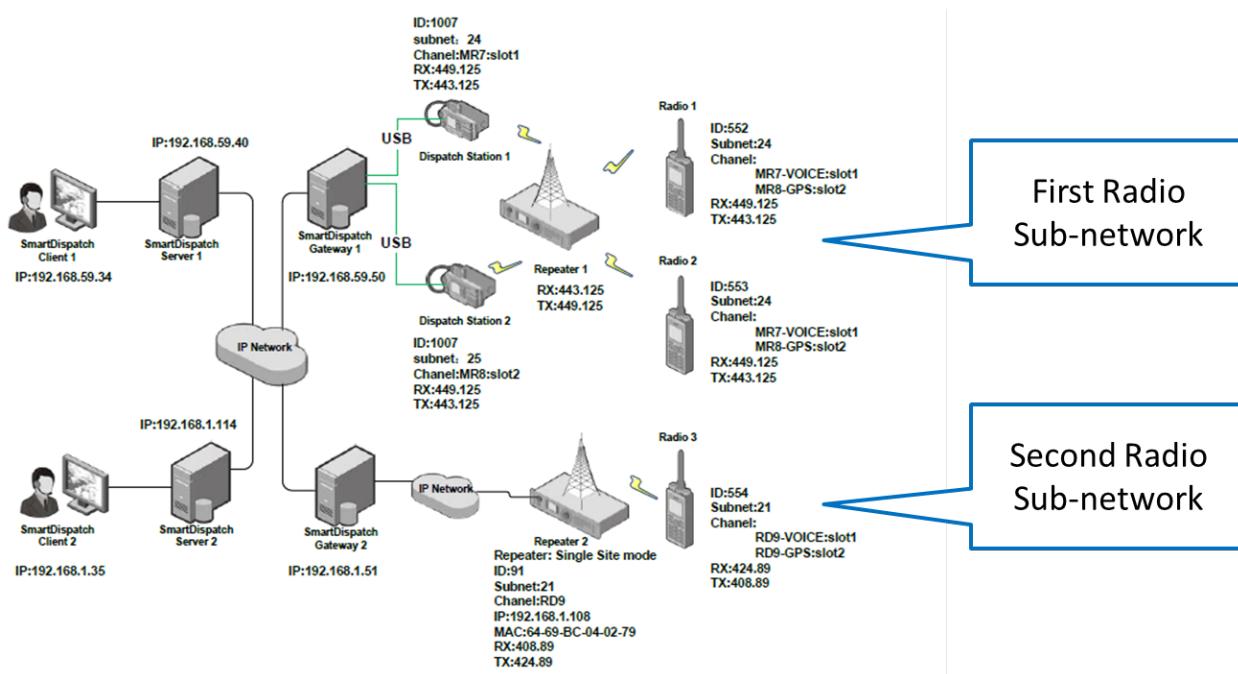 ID:1007
subnet: 24
Chanel:MR7:slot1
RX:449.125
TX:443.125
USB
Dispatch Station 1
IP:192.168.59.40
SmartDispatch
Client 1
IP:192.168.59.34
SmartDispatch
Server 1
SmartDispatch
Gateway 1
IP:192.168.59.50
USB
Dispatch Station 2
ID:1007
subnet: 25
Chanel:MR8:slot2
RX:449.125
TX:443.125
Repeater 1
RX:443.125
TX:449.125
Radio 1
ID:552
Subnet:24
Chanel:
MR7-VOICE:slot1
MR8-GPS:slot2
RX:449.125
TX:443.125
Radio 2
ID:553
Subnet:24
Chanel:
MR7-VOICE:slot1
MR8-GPS:slot2
RX:449.125
TX:443.125
First Radio
Sub-network
IP Network
IP:192.168.1.114
SmartDispatch
Client 2
IP:192.168.1.35
SmartDispatch
Server 2
SmartDispatch
Gateway 2
IP:192.168.1.51
IP Network
Repeater 2
Repeater: Single Site mode
ID:91
Subnet:21
Chanel:RD9
IP:192.168.1.108
MAC:64-69-BC-04-02-79
RX:408.89
TX:424.89
Radio 3
ID:554
Subnet:21
Chanel:
RD9-VOICE:slot1
RD9-GPS:slot2
RX:424.89
TX:408.89
Second Radio
Sub-network